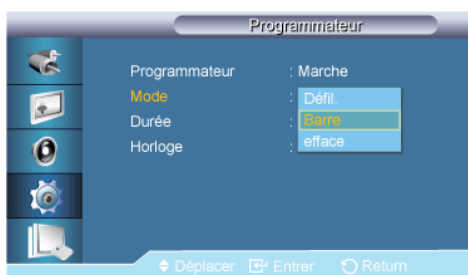 Programmateur
Programmateur : Marche
Mode : Défil.
Durée : Barre
Horloge : efface
Déplacer Entrer Return